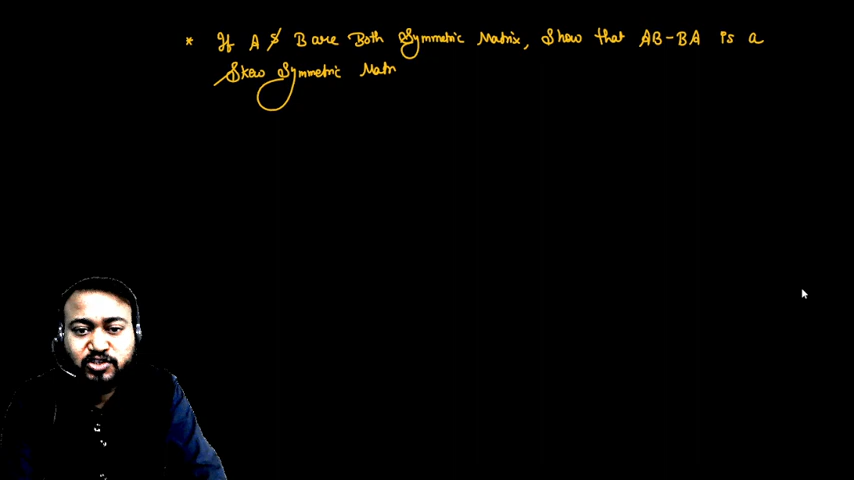 * If A & B are Both Symmetric Matrix, Show that AB-BA is a
Skew Symmetric Matr